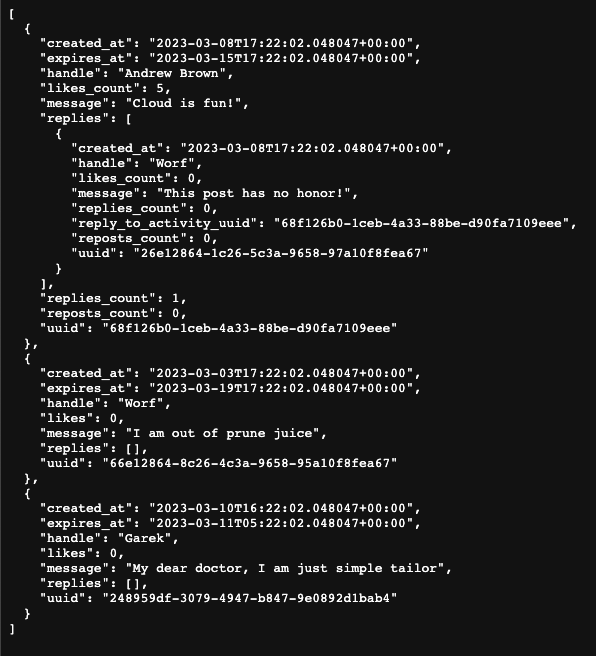 [
  {
    "created_at": "2023-03-08T17:22:02.048047+00:00",
    "expires_at": "2023-03-15T17:22:02.048047+00:00",
    "handle": "Andrew Brown",
    "likes_count": 5,
    "message": "Cloud is fun!",
    "replies": [
      {
        "created_at": "2023-03-08T17:22:02.048047+00:00",
        "handle": "Worf",
        "likes_count": 0,
        "message": "This post has no honor!",
        "replies_count": 0,
        "reply_to_activity_uuid": "68f126b0-1ceb-4a33-88be-d90fa7109eee",
        "reposts_count": 0,
        "uuid": "26e12864-1c26-5c3a-9658-97a10f8fea67"
      }
    ],
    "replies_count": 1,
    "reposts_count": 0,
    "uuid": "68f126b0-1ceb-4a33-88be-d90fa7109eee"
  },
  {
    "created_at": "2023-03-03T17:22:02.048047+00:00",
    "expires_at": "2023-03-19T17:22:02.048047+00:00",
    "handle": "Worf",
    "likes": 0,
    "message": "I am out of prune juice",
    "replies": [],
    "uuid": "66e12864-8c26-4c3a-9658-95a10f8fea67"
  },
  {
    "created_at": "2023-03-10T16:22:02.048047+00:00",
    "expires_at": "2023-03-11T05:22:02.048047+00:00",
    "handle": "Garek",
    "likes": 0,
    "message": "My dear doctor, I am just simple tailor",
    "replies": [],
    "uuid": "248959df-3079-4947-b847-9e0892d1bab4"
  }
]